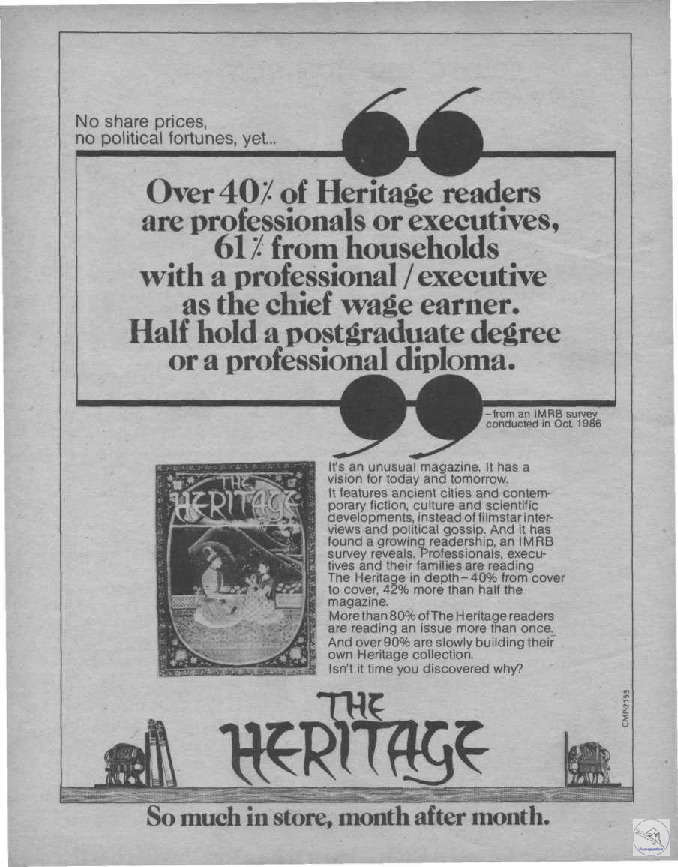 No share prices,
no political fortunes, yet...
Over 40% of Heritage readers
are professionals or executives,
61% from households
with a professional / executive
as the chief wage earner.
Half hold a postgraduate degree
or a professional diploma.
–from an IMRB survey
conducted in Oct. 1986
THE
HERITAGE
It's an unusual magazine. It has a
vision for today and tomorrow.
It features ancient cities and contem-
porary fiction, culture and scientific
developments, instead of filmstar inter-
views and political gossip. And it has
found a growing readership, an IMRB
survey reveals. Professionals, execu-
tives and their families are reading
The Heritage in depth–40% from cover
to cover, 42% more than half the
magazine.
More than 80% of The Heritage readers
are reading an issue more than once.
And over 90% are slowly building their
own Heritage collection.
Isn't it time you discovered why?
THE
HERITAGE
So much in store, month after month.